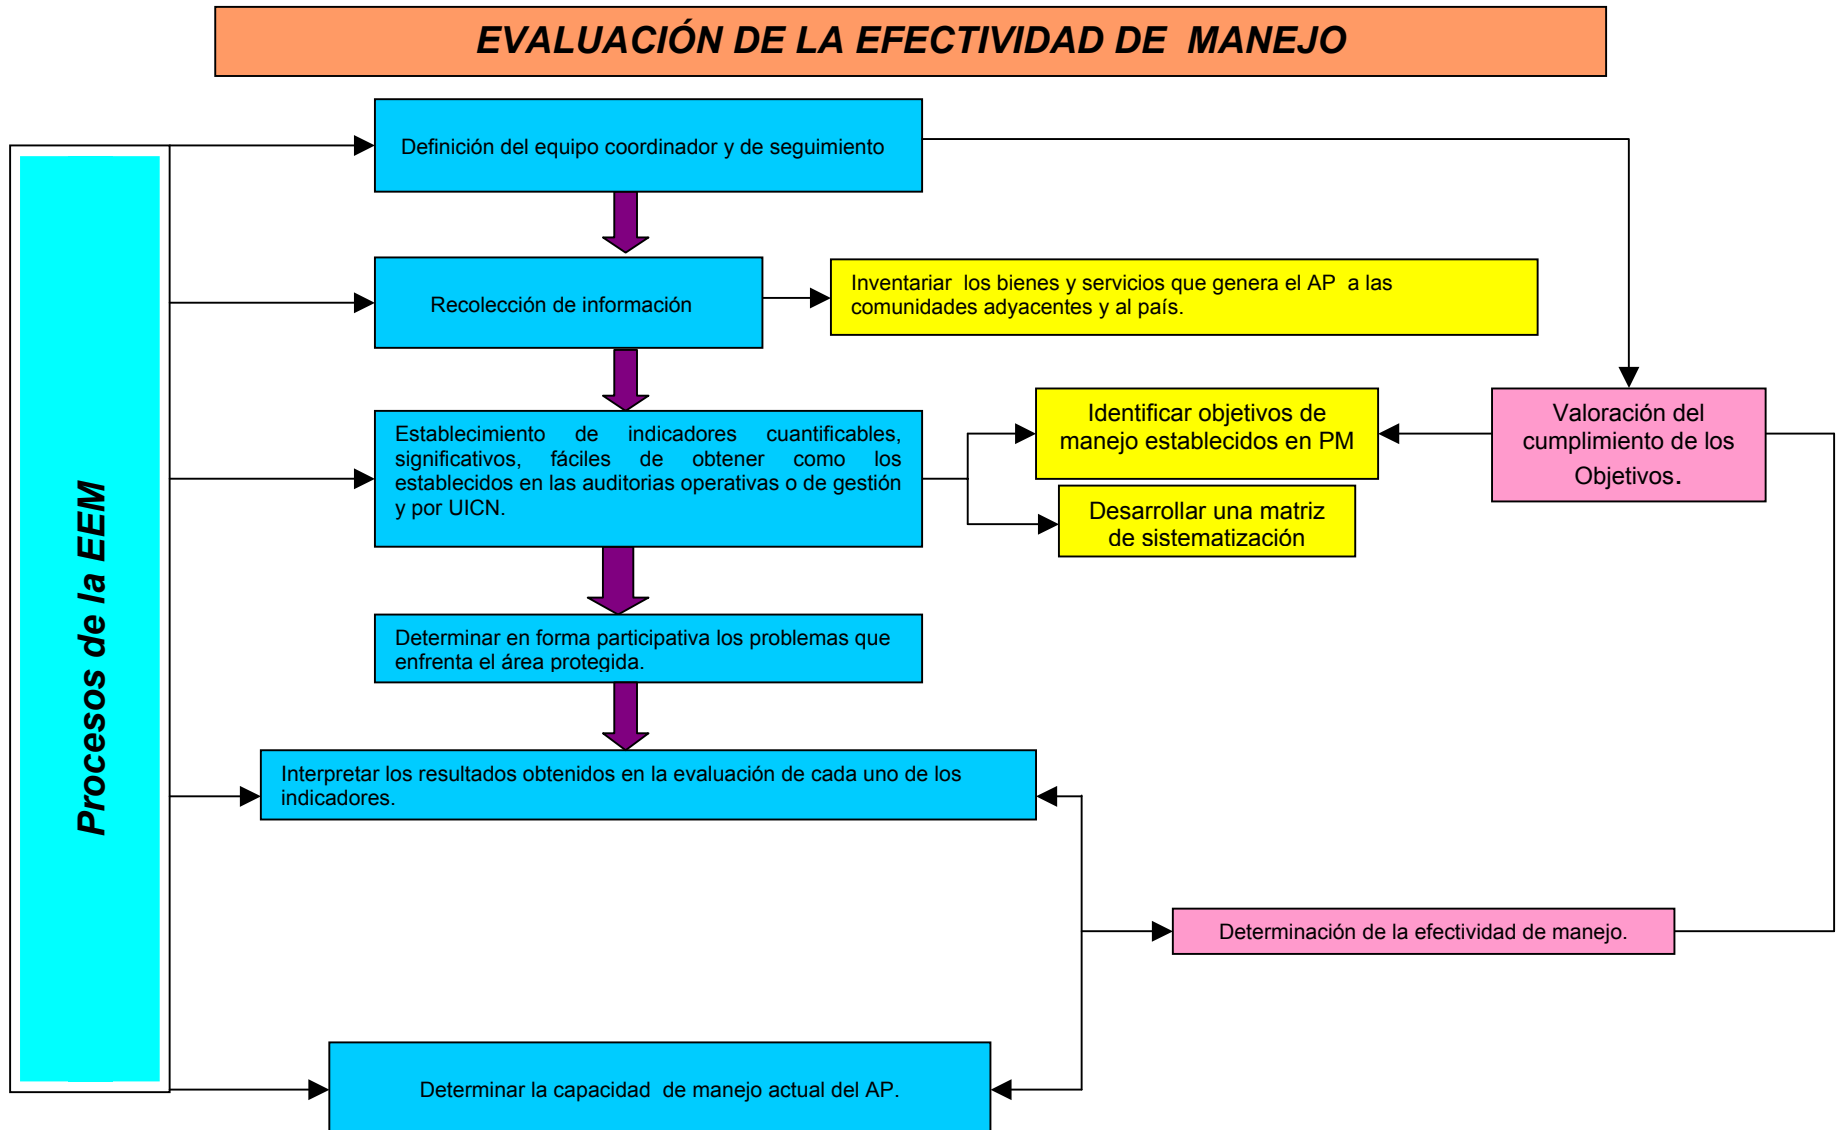 EVALUACIÓN DE LA EFECTIVIDAD DE MANEJO
Procesos de la EEM
Definición del equipo coordinador y de seguimiento
Recolección de información
Inventariar los bienes y servicios que genera el AP a las
comunidades adyacentes y al país.
Establecimiento de indicadores cuantificables,
significativos, fáciles de obtener como los
establecidos en las auditorias operativas o de gestión
y por UICN.
Identificar objetivos de
manejo establecidos en PM
Desarrollar una matriz
de sistematización
Valoración del
cumplimiento de los
Objetivos.
Determinar en forma participativa los problemas que
enfrenta el área protegida.
Interpretar los resultados obtenidos en la evaluación de cada uno de los
indicadores.
Determinación de la efectividad de manejo.
Determinar la capacidad de manejo actual del AP.